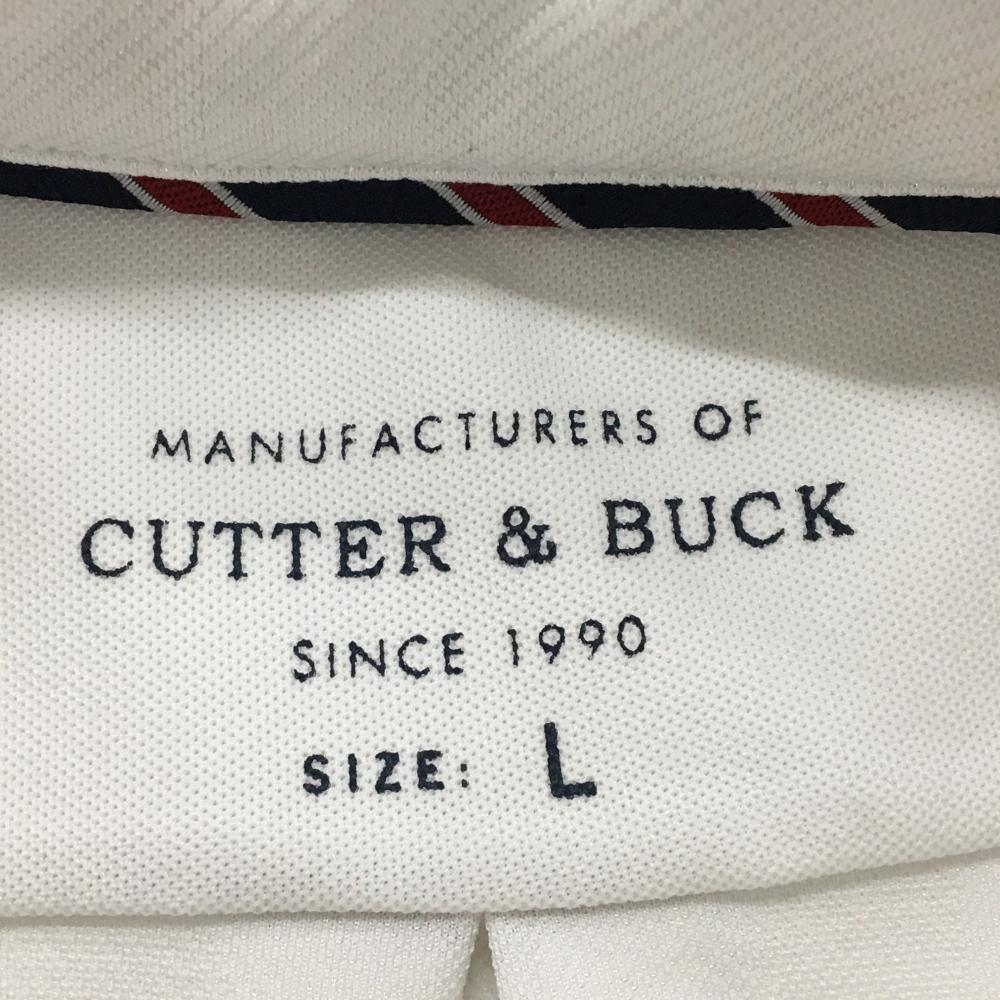 MANUFACTURERS OF
CUTTER & BUCK
SINCE 1990
SIZE: L